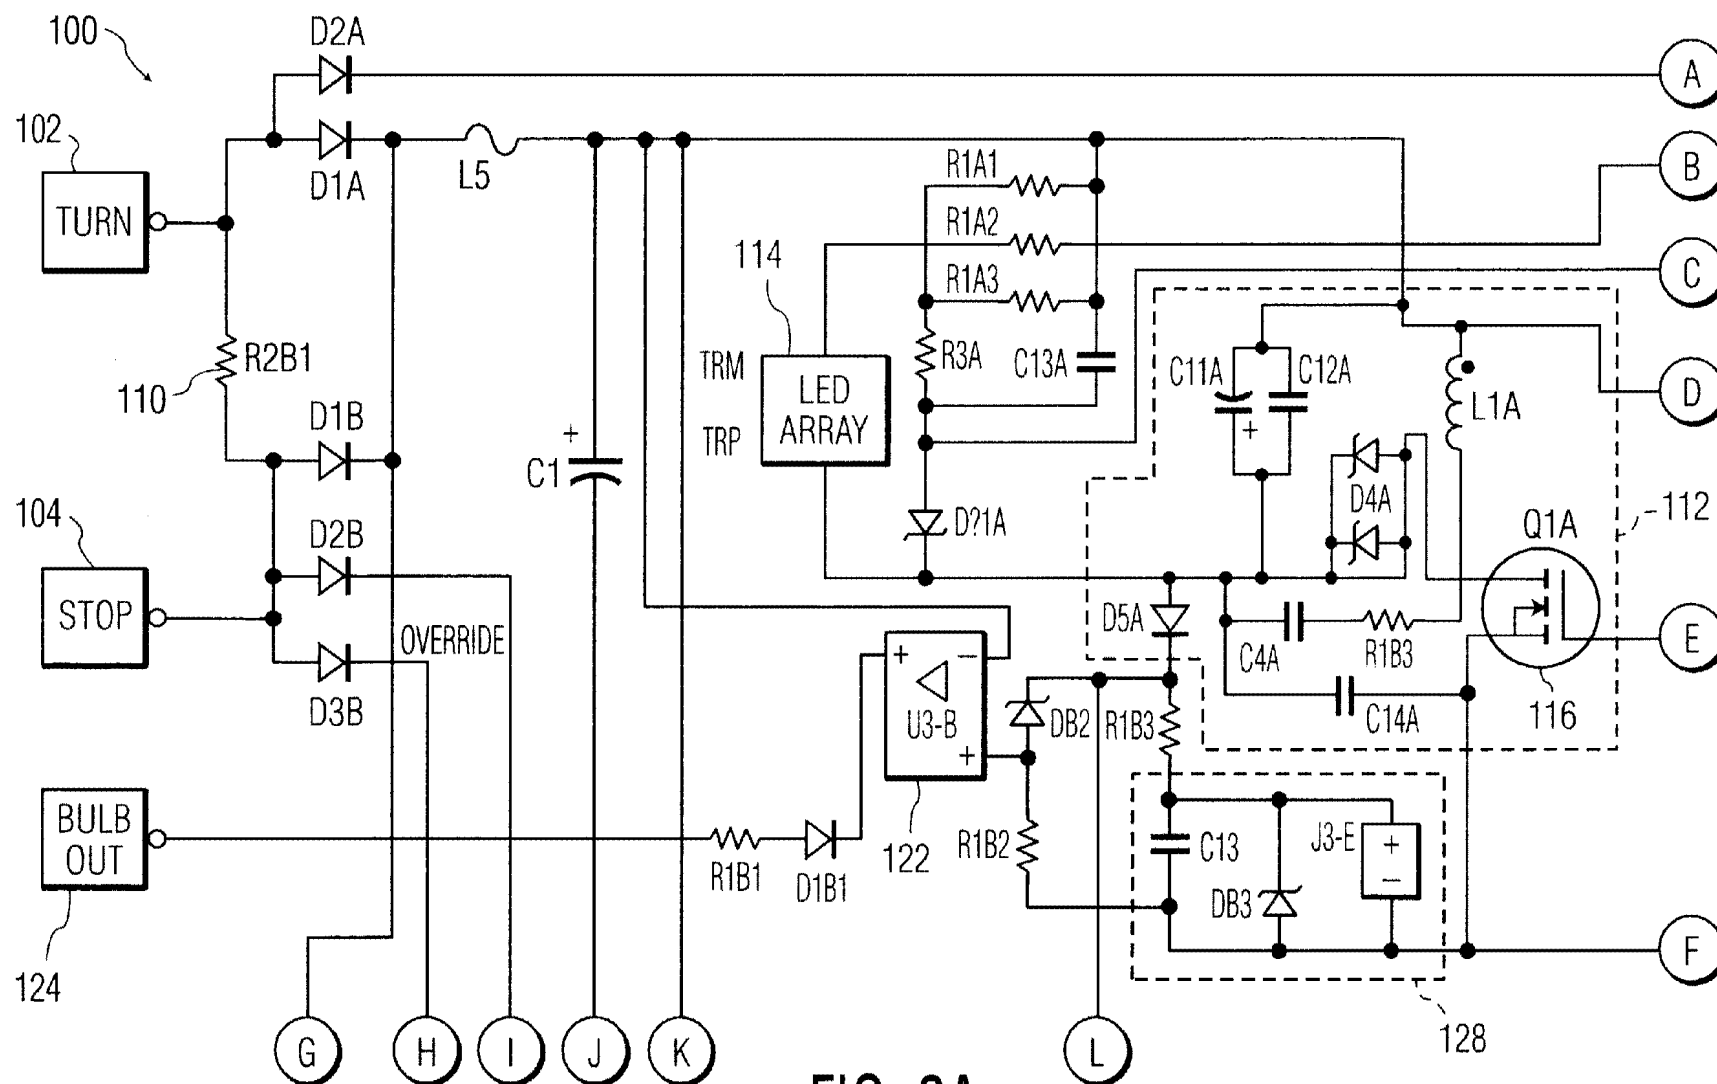 100
D2A
A
102
D1A
L5
TURN
R1A1
B
R1A2
114
R1A3
C
R2B1
110
TRM
LED
ARRAY
TRP
R3A
C13A
C11A
+
C12A
L1A
D
D1B
+
C1
D4A
112
D?1A
Q1A
104
D2B
STOP
OVERRIDE
D3B
D5A
C4A
R1B3
E
116
C14A
+
−
U3-B
+
DB2
R1B3
122
BULB
OUT
R1B1
D1B1
R1B2
C13
DB3
J3-E
+
−
124
F
128
G
H
I
J
K
L